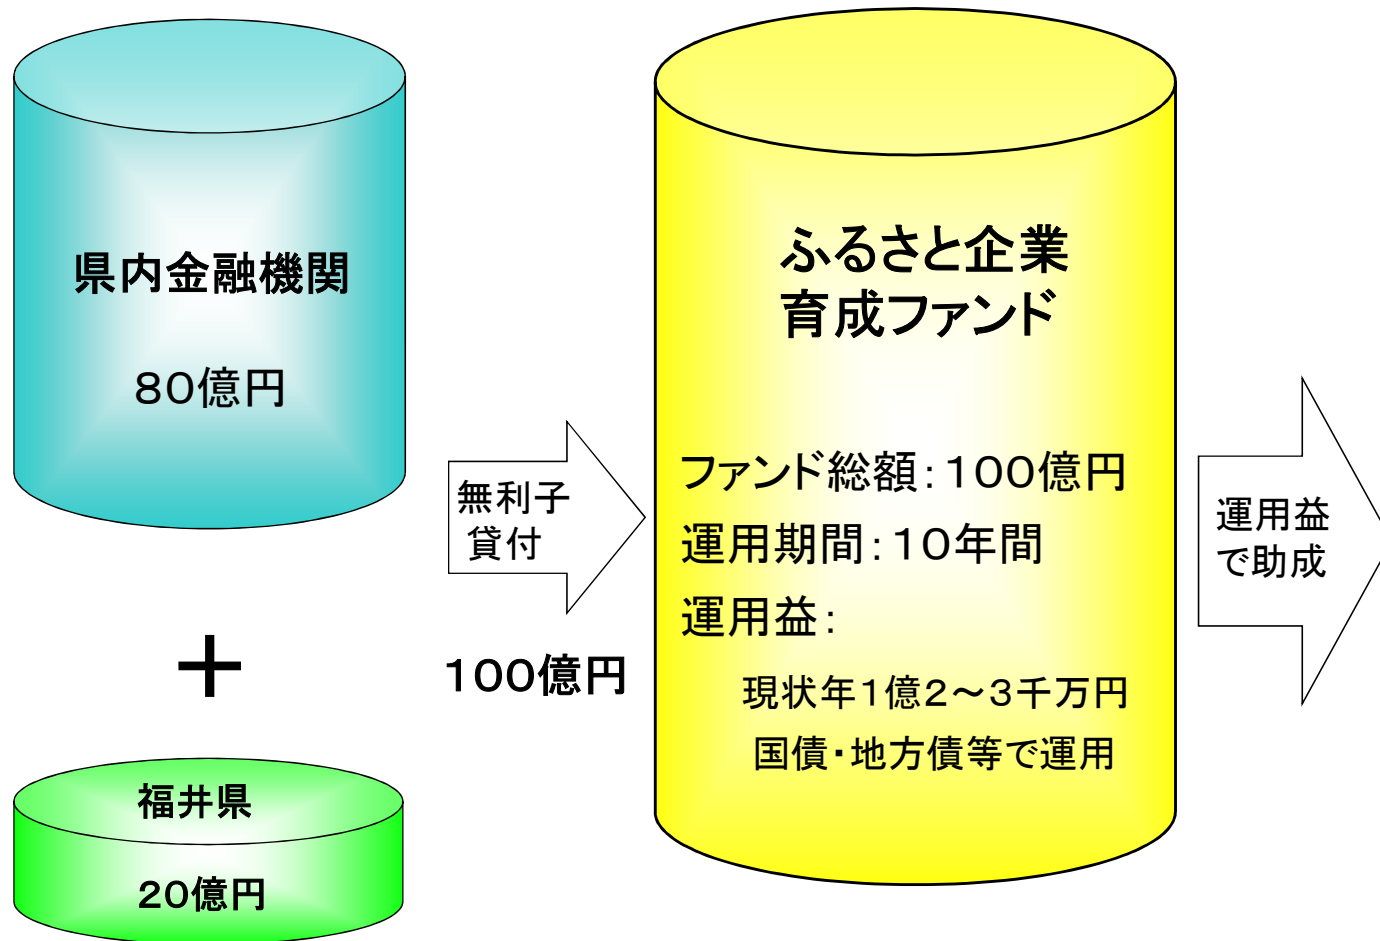 県内金融機関
80億円
+
福井県
20億円
無利子
貸付
100億円
ふるさと企業
育成ファンド
ファンド総額:100億円
運用期間:10年間
運用益:
現状年1億2~3千万円
国債・地方債等で運用
運用益
で助成